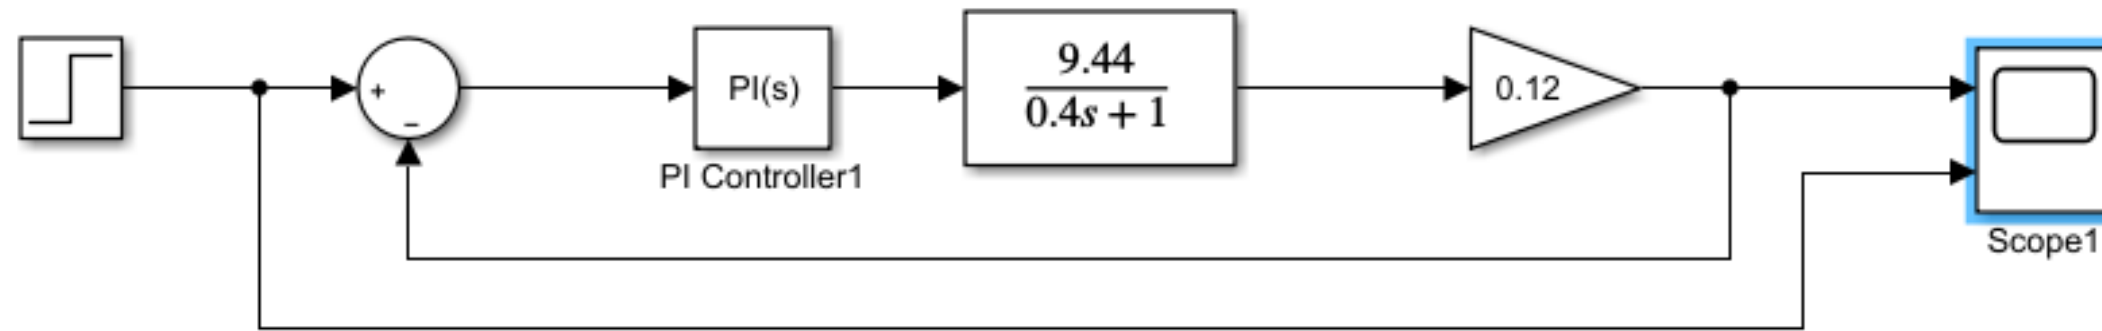 +
−
PI(s)
PI Controller1
9.44
0.4s + 1
0.12
Scope1